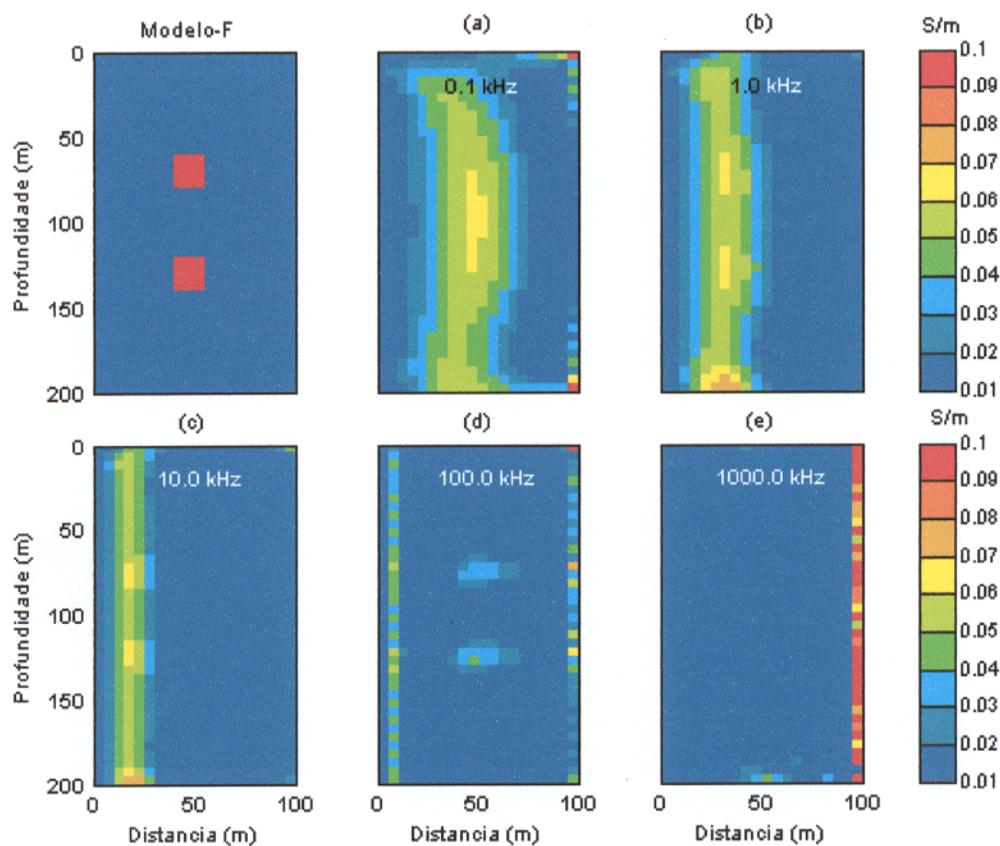 Modelo-F
(a)
(b)
S/m
0
50
100
150
200
Profundidade (m)
0.1 kHz
1.0 kHz
0.1
0.09
0.08
0.07
0.06
0.05
0.04
0.03
0.02
0.01
(c)
(d)
(e)
S/m
0
50
100
150
200
Profundidade (m)
10.0 kHz
100.0 kHz
1000.0 kHz
0.1
0.09
0.08
0.07
0.06
0.05
0.04
0.03
0.02
0.01
0 50 100
0 50 100
0 50 100
Distancia (m)
Distancia (m)
Distancia (m)